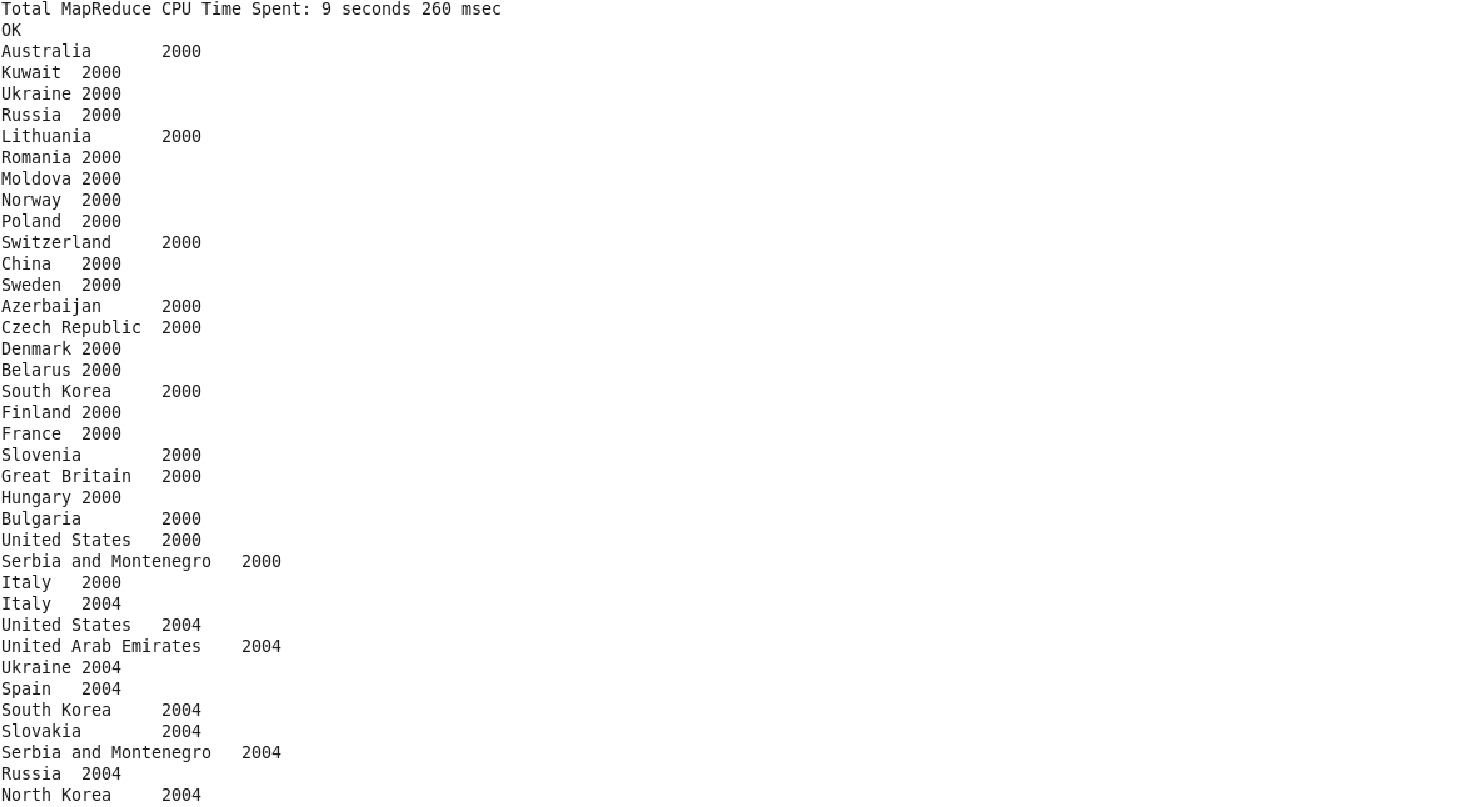 Total MapReduce CPU Time Spent: 9 seconds 260 msec
OK
Australia	2000
Kuwait	2000
Ukraine	2000
Russia	2000
Lithuania	2000
Romania	2000
Moldova	2000
Norway	2000
Poland	2000
Switzerland	2000
China	2000
Sweden	2000
Azerbaijan	2000
Czech Republic	2000
Denmark	2000
Belarus	2000
South Korea	2000
Finland	2000
France	2000
Slovenia	2000
Great Britain	2000
Hungary	2000
Bulgaria	2000
United States	2000
Serbia and Montenegro	2000
Italy	2000
Italy	2004
United States	2004
United Arab Emirates	2004
Ukraine	2004
Spain	2004
South Korea	2004
Slovakia	2004
Serbia and Montenegro	2004
Russia	2004
North Korea	2004